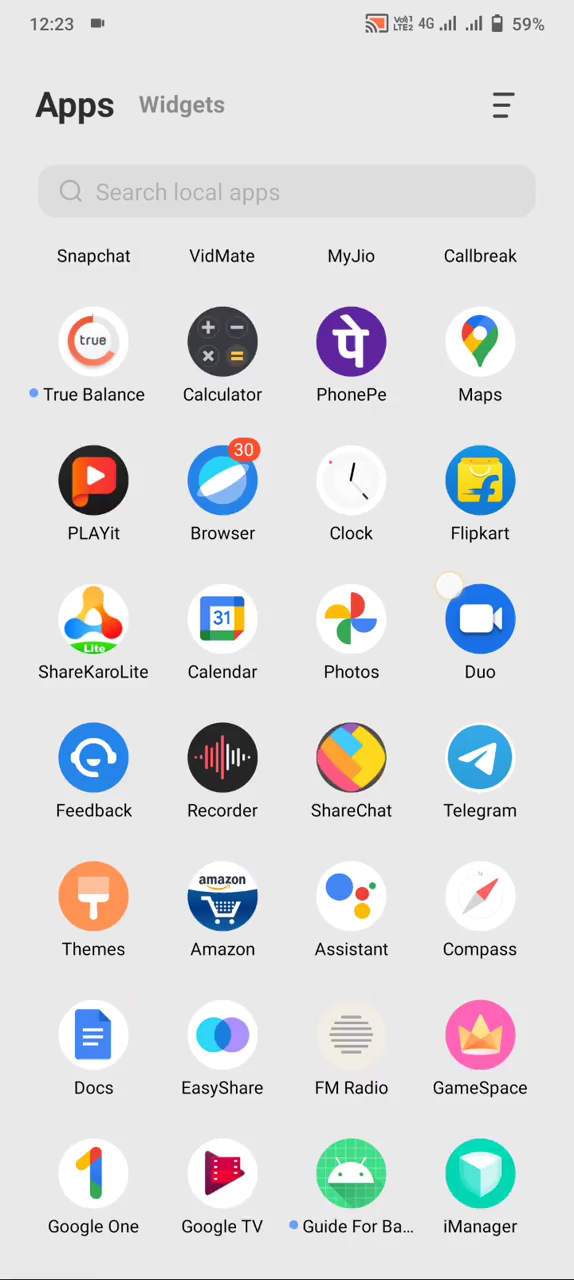 12:23 Vo) 1 LTE2 4G 59%
Apps Widgets
Search local apps
Snapchat VidMate MyJio Callbreak
true
True Balance Calculator PhonePe Maps
30
PLAYit Browser Clock Flipkart
31
Lite
ShareKaroLite Calendar Photos Duo
Feedback Recorder ShareChat Telegram
amazon
N
Themes Amazon Assistant Compass
Docs EasyShare FM Radio GameSpace
Google One Google TV Guide For Ba... iManager